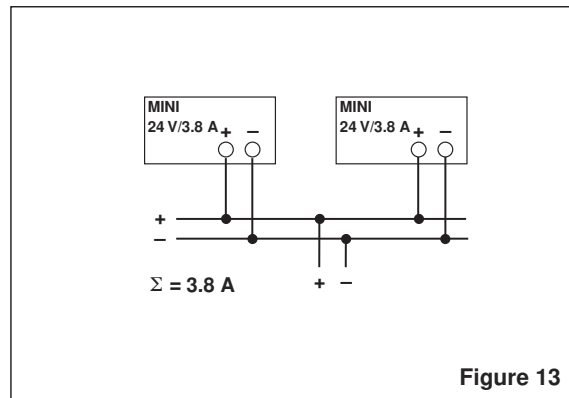 MINI
24 V/3.8 A + –
MINI
24 V/3.8 A + –
+
–
Σ = 3.8 A
+ –
Figure 13